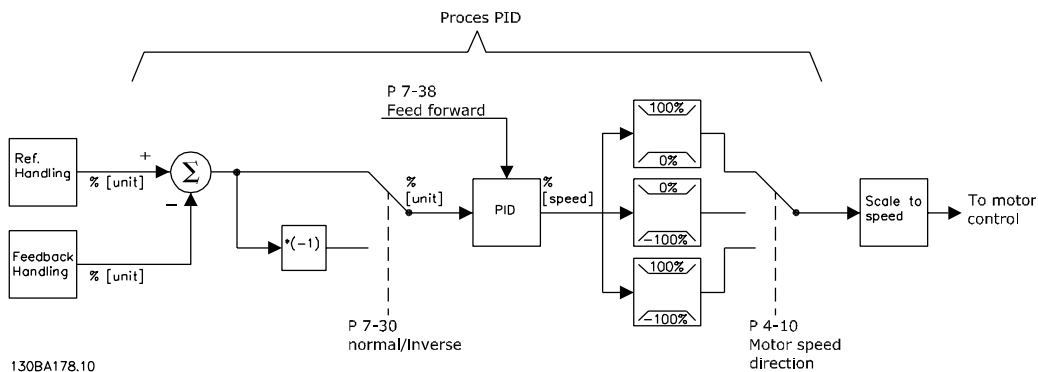 Proces PID
P 7-38
Feed forward
100%
0%
Ref.
Handling
+
% [unit]
Σ
−
%
[unit]
PID
%
[speed]
0%
-100%
Scale to
speed
To motor
control
*(-1)
Feedback
Handling
% [unit]
100%
-100%
P 7-30
normal/Inverse
P 4-10
Motor speed
direction
130BA178.10